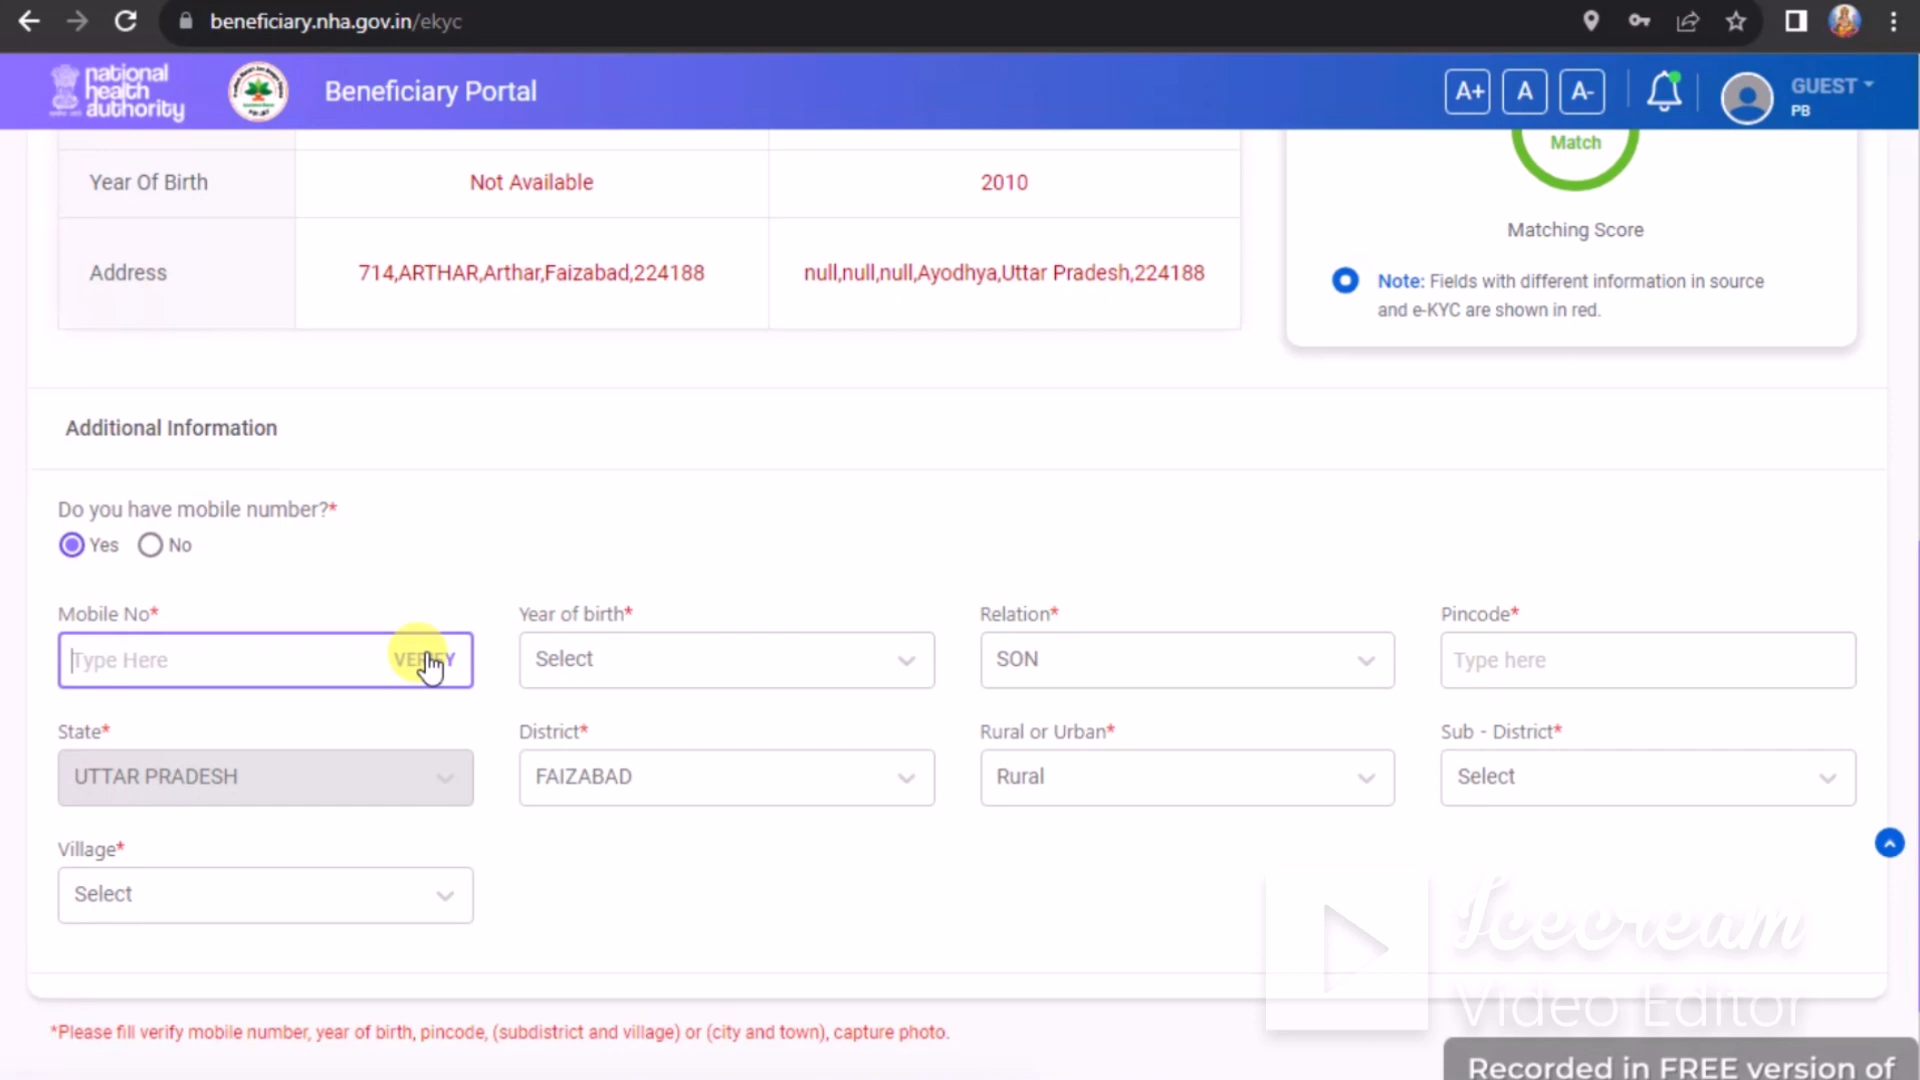 beneficiary.nha.gov.in/ekyc
national
health
authority
Beneficiary Portal
A+ A A-
GUEST
PB
Match
Year Of Birth Not Available 2010
Matching Score
Address 714,ARTHAR,Arthar,Faizabad,224188 null,null,null,Ayodhya,Uttar Pradesh,224188
Note: Fields with different information in source
and e-KYC are shown in red.
Additional Information
Do you have mobile number?*
Yes No
Mobile No* Year of birth* Relation* Pincode*
Type Here VERIFY Select SON Type here
State* District* Rural or Urban* Sub - District*
UTTAR PRADESH FAIZABAD Rural Select
Village*
Select
Icecream
Video Editor
*Please fill verify mobile number, year of birth, pincode, (subdistrict and village) or (city and town), capture photo.
Recorded in FREE version of